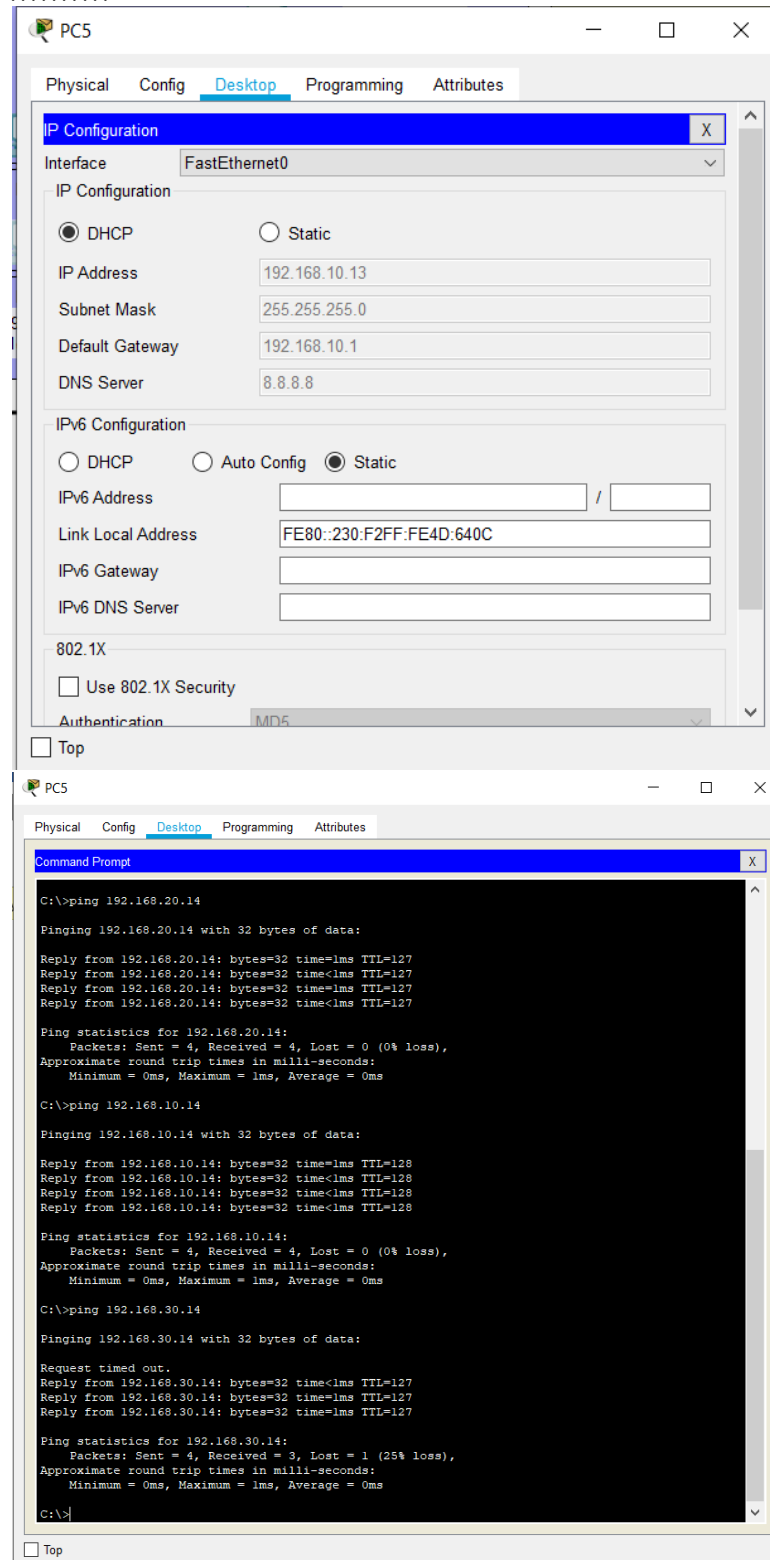 PC5
Physical Config Desktop Programming Attributes
IP Configuration X
Interface FastEthernet0
IP Configuration
DHCP Static
IP Address 192.168.10.13
Subnet Mask 255.255.255.0
Default Gateway 192.168.10.1
DNS Server 8.8.8.8
IPv6 Configuration
DHCP Auto Config Static
IPv6 Address /
Link Local Address FE80::230:F2FF:FE4D:640C
IPv6 Gateway
IPv6 DNS Server
802.1X
Use 802.1X Security
Authentication MD5
Top
PC5
Physical Config Desktop Programming Attributes
Command Prompt X
C:\>ping 192.168.20.14
Pinging 192.168.20.14 with 32 bytes of data:
Reply from 192.168.20.14: bytes=32 time=1ms TTL=127
Reply from 192.168.20.14: bytes=32 time<1ms TTL=127
Reply from 192.168.20.14: bytes=32 time=1ms TTL=127
Reply from 192.168.20.14: bytes=32 time<1ms TTL=127
Ping statistics for 192.168.20.14:
Packets: Sent = 4, Received = 4, Lost = 0 (0% loss),
Approximate round trip times in milli-seconds:
Minimum = 0ms, Maximum = 1ms, Average = 0ms
C:\>ping 192.168.10.14
Pinging 192.168.10.14 with 32 bytes of data:
Reply from 192.168.10.14: bytes=32 time=1ms TTL=128
Reply from 192.168.10.14: bytes=32 time<1ms TTL=128
Reply from 192.168.10.14: bytes=32 time<1ms TTL=128
Reply from 192.168.10.14: bytes=32 time<1ms TTL=128
Ping statistics for 192.168.10.14:
Packets: Sent = 4, Received = 4, Lost = 0 (0% loss),
Approximate round trip times in milli-seconds:
Minimum = 0ms, Maximum = 1ms, Average = 0ms
C:\>ping 192.168.30.14
Pinging 192.168.30.14 with 32 bytes of data:
Request timed out.
Reply from 192.168.30.14: bytes=32 time<1ms TTL=127
Reply from 192.168.30.14: bytes=32 time=1ms TTL=127
Reply from 192.168.30.14: bytes=32 time=1ms TTL=127
Ping statistics for 192.168.30.14:
Packets: Sent = 4, Received = 3, Lost = 1 (25% loss),
Approximate round trip times in milli-seconds:
Minimum = 0ms, Maximum = 1ms, Average = 0ms
C:\>
Top